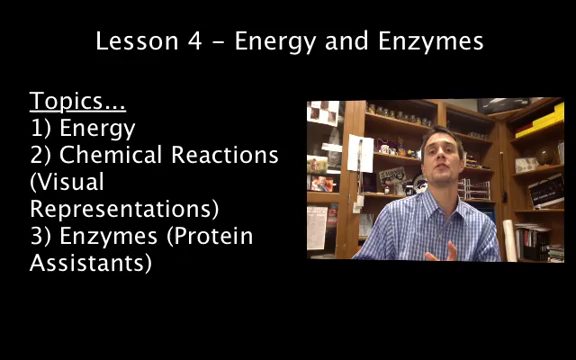 Lesson 4 - Energy and Enzymes
Topics...
1) Energy
2) Chemical Reactions
(Visual
Representations)
3) Enzymes (Protein
Assistants)